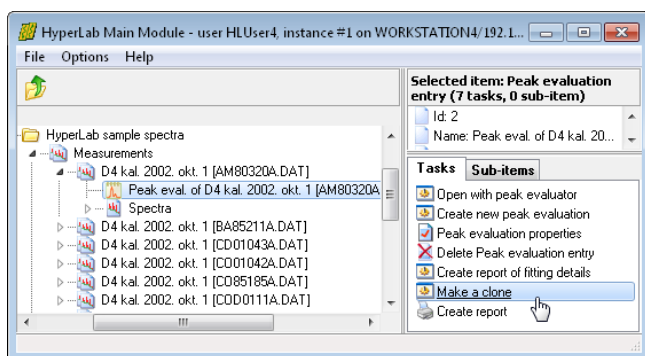 HyperLab Main Module - user HLUser4, instance #1 on WORKSTATION4/192.1...
File Options Help
Selected item: Peak evaluation
entry (7 tasks, 0 sub-item)
Id: 2
Name: Peak eval. of D4 kal. 20...
HyperLab sample spectra
Measurements
D4 kal. 2002. okt. 1 [AM80320A.DAT]
Peak eval. of D4 kal. 2002. okt. 1 [AM80320A
Spectra
D4 kal. 2002. okt. 1 [BA85211A.DAT]
D4 kal. 2002. okt. 1 [CD01043A.DAT]
D4 kal. 2002. okt. 1 [CO01042A.DAT]
D4 kal. 2002. okt. 1 [CO85185A.DAT]
D4 kal. 2002. okt. 1 [COD0111A.DAT]
Tasks Sub-items
Open with peak evaluator
Create new peak evaluation
Peak evaluation properties
Delete Peak evaluation entry
Create report of fitting details
Make a clone
Create report